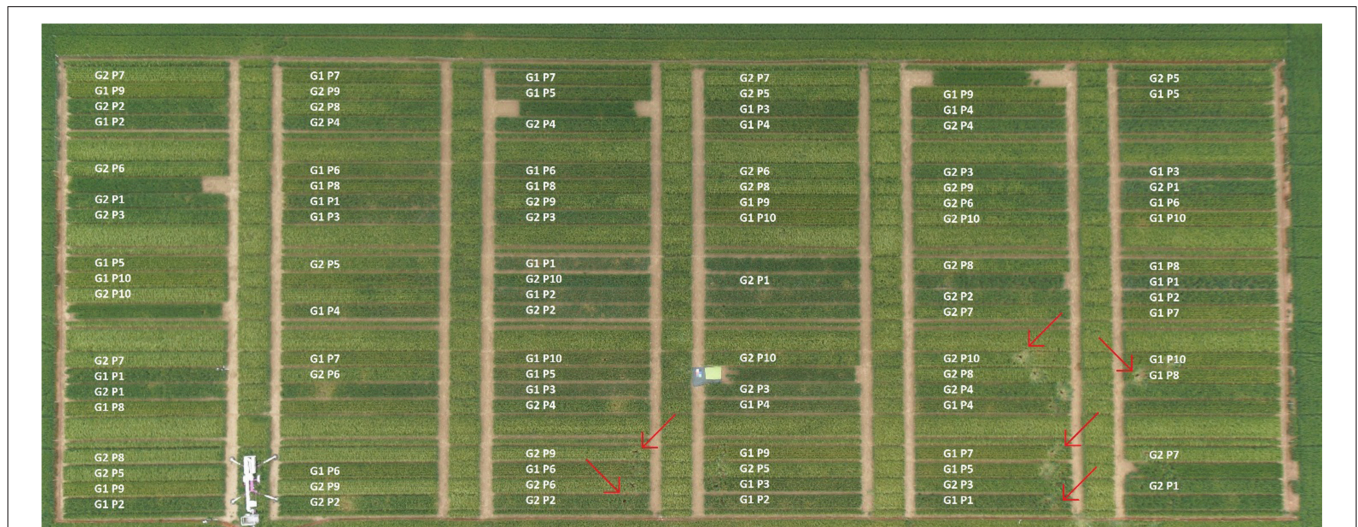 G2 P7
G1 P9
G2 P2
G1 P2
G2 P6
G2 P1
G2 P3
G1 P5
G1 P10
G2 P10
G2 P7
G1 P1
G2 P1
G1 P8
G2 P8
G2 P5
G1 P9
G1 P2
G1 P7
G2 P9
G2 P8
G2 P4
G1 P6
G1 P8
G1 P1
G1 P3
G2 P5
G1 P4
G1 P7
G2 P6
G1 P6
G2 P9
G2 P2
G1 P7
G1 P5
G2 P4
G1 P6
G1 P8
G2 P9
G2 P3
G1 P1
G2 P10
G1 P2
G2 P2
G1 P10
G1 P5
G1 P3
G2 P4
G2 P9
G1 P6
G2 P6
G2 P2
G2 P7
G2 P5
G1 P3
G1 P4
G2 P6
G2 P8
G1 P9
G1 P10
G2 P1
G2 P10
G2 P3
G1 P4
G1 P9
G2 P5
G1 P3
G1 P2
G1 P9
G1 P4
G2 P4
G2 P3
G2 P9
G2 P6
G2 P10
G2 P8
G2 P2
G2 P7
G2 P10
G2 P8
G2 P4
G1 P4
G1 P7
G1 P5
G2 P3
G1 P1
G2 P5
G1 P5
G1 P3
G2 P1
G1 P6
G1 P10
G1 P8
G1 P1
G1 P2
G1 P7
G1 P10
G1 P8
G2 P7
G2 P1